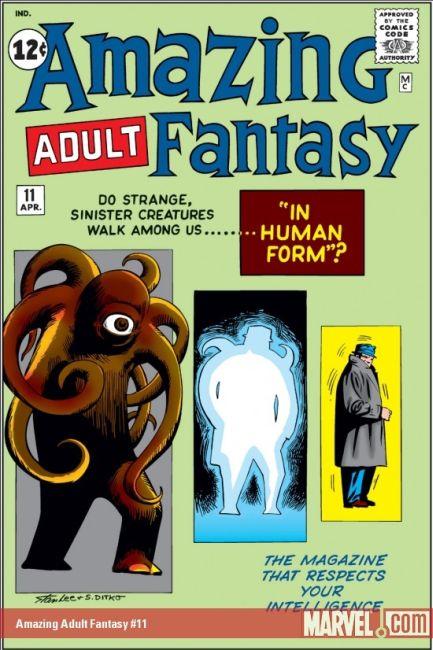 IND.
12¢
APPROVED
BY THE
COMICS
CODE
AUTHORITY
Amazing
ADULT
Fantasy
MC
11
APR.
DO STRANGE,
SINISTER CREATURES
WALK AMONG US........
"IN
HUMAN
FORM"?
THE MAGAZINE
THAT RESPECTS
YOUR
INTELLIGENCE
Stan Lee + S. DITKO
Amazing Adult Fantasy #11
MARVEL.com